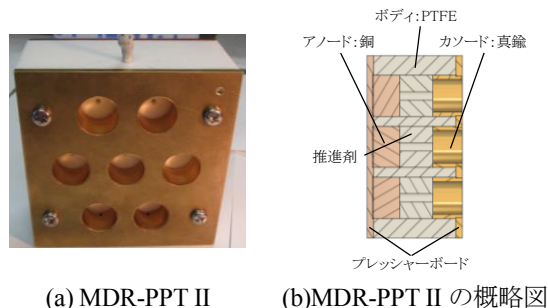 ボディ:PTFE
アノード:銅
カソード:真鍮
推進剤
プレッシャーボード
(a) MDR-PPT II
(b)MDR-PPT II の概略図